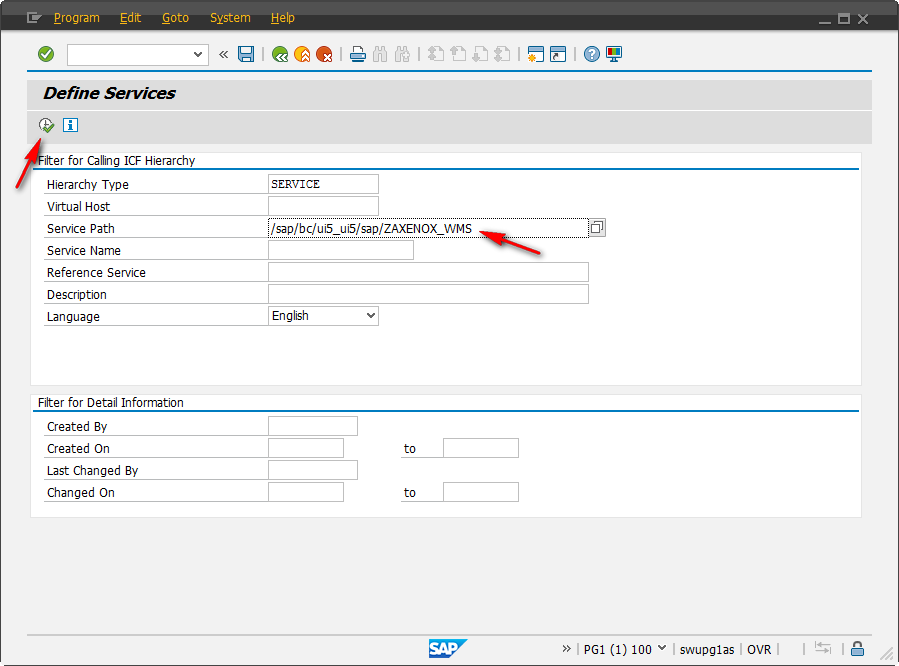 Program Edit Goto System Help
Define Services
Filter for Calling ICF Hierarchy
Hierarchy Type SERVICE
Virtual Host
Service Path /sap/bc/ui5_ui5/sap/ZAXENOX_WMS
Service Name
Reference Service
Description
Language English
Filter for Detail Information
Created By
Created On to
Last Changed By
Changed On to
SAP PG1 (1) 100 swupg1as OVR